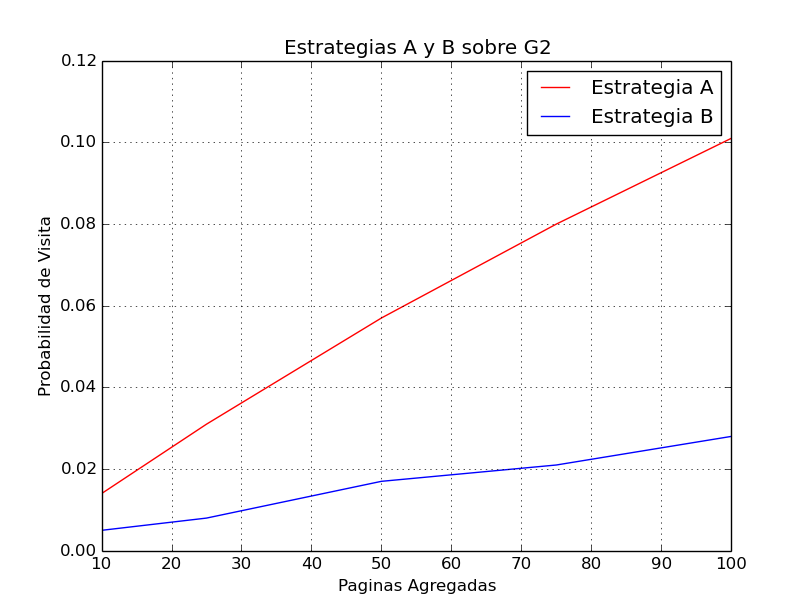 Estrategias A y B sobre G2
Estrategia A
Estrategia B
0.12
0.10
0.08
0.06
0.04
0.02
0.00
Probabilidad de Visita
10 20 30 40 50 60 70 80 90 100
Paginas Agregadas